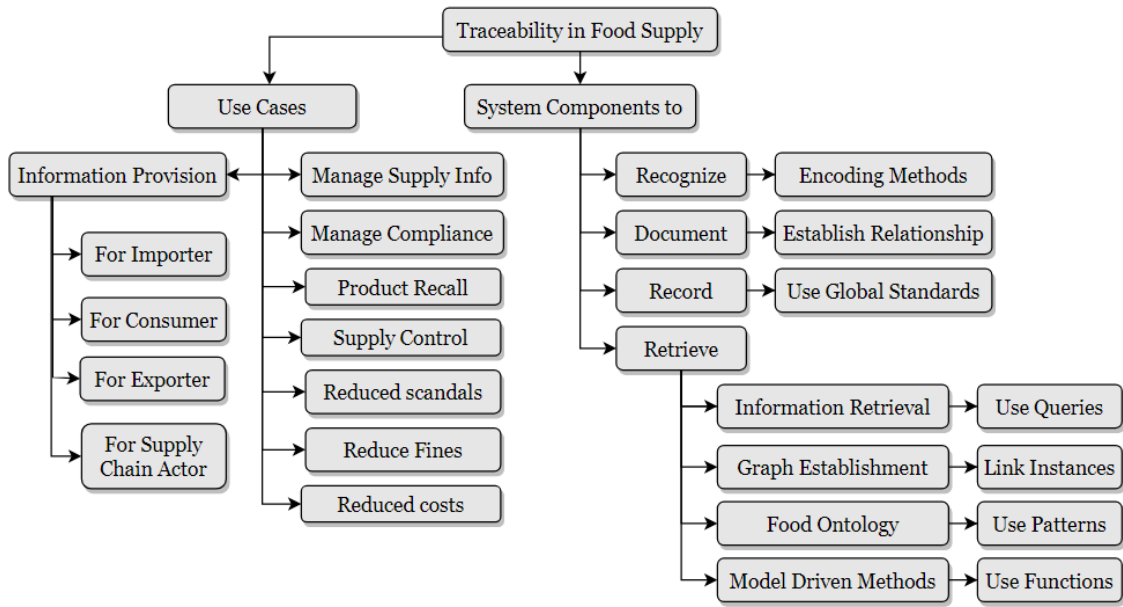 Traceability in Food Supply
Use Cases
System Components to
Information Provision
Manage Supply Info
Recognize
Encoding Methods
For Importer
Manage Compliance
Document
Establish Relationship
Product Recall
Record
Use Global Standards
For Consumer
Supply Control
Retrieve
For Exporter
Reduced scandals
Information Retrieval
Use Queries
For Supply
Chain Actor
Reduce Fines
Graph Establishment
Link Instances
Reduced costs
Food Ontology
Use Patterns
Model Driven Methods
Use Functions